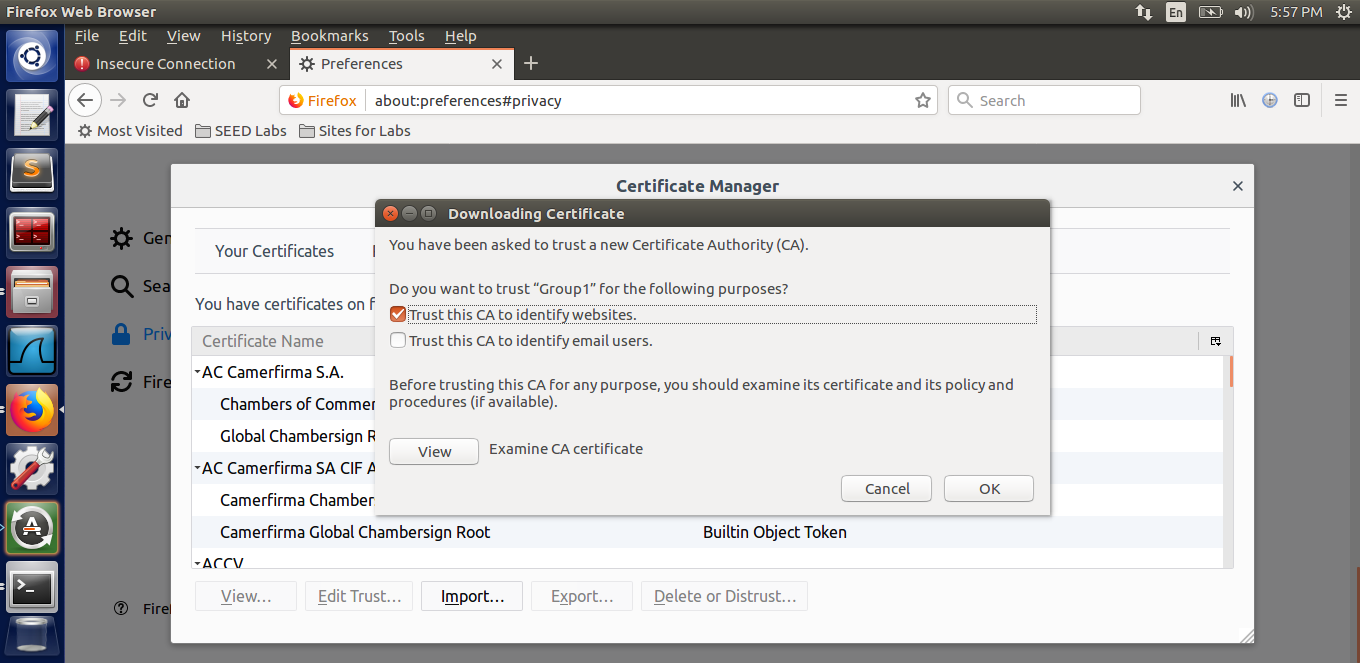 Firefox Web Browser
En
5:57 PM
File Edit View History Bookmarks Tools Help
Insecure Connection
Preferences
Firefox
about:preferences#privacy
Search
Most Visited
SEED Labs
Sites for Labs
Certificate Manager
Downloading Certificate
You have been asked to trust a new Certificate Authority (CA).
Do you want to trust “Group1” for the following purposes?
Trust this CA to identify websites.
Trust this CA to identify email users.
Before trusting this CA for any purpose, you should examine its certificate and its policy and
procedures (if available).
View
Examine CA certificate
Cancel
OK
Gen
Sea
Priv
Fire
Your Certificates
You have certificates on f
Certificate Name
AC Camerfirma S.A.
Chambers of Commer
Global Chambersign R
AC Camerfirma SA CIF A
Camerfirma Chamber
Camerfirma Global Chambersign Root Builtin Object Token
ACCV
View… Edit Trust… Import… Export… Delete or Distrust…
Firef